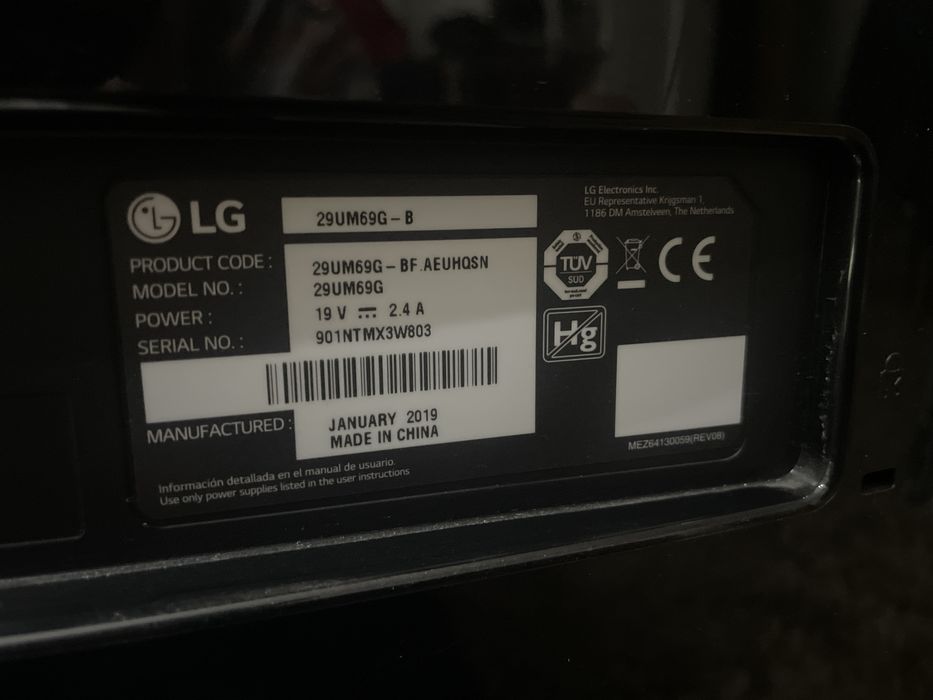 LG
29UM69G-B
LG Electronics Inc.
EU Representative Krijgsman 1,
1186 DM Amstelveen, The Netherlands
PRODUCT CODE : 29UM69G-BF.AEUHQSN
MODEL NO. : 29UM69G
POWER : 19 V ⎓ 2.4 A
SERIAL NO. : 901NTMX3W803
TÜV
SÜD
CE
Hg
MANUFACTURED : JANUARY 2019
MADE IN CHINA
MEZ64130059(REV08)
Información detallada en el manual de usuario.
Use only power supplies listed in the user instructions